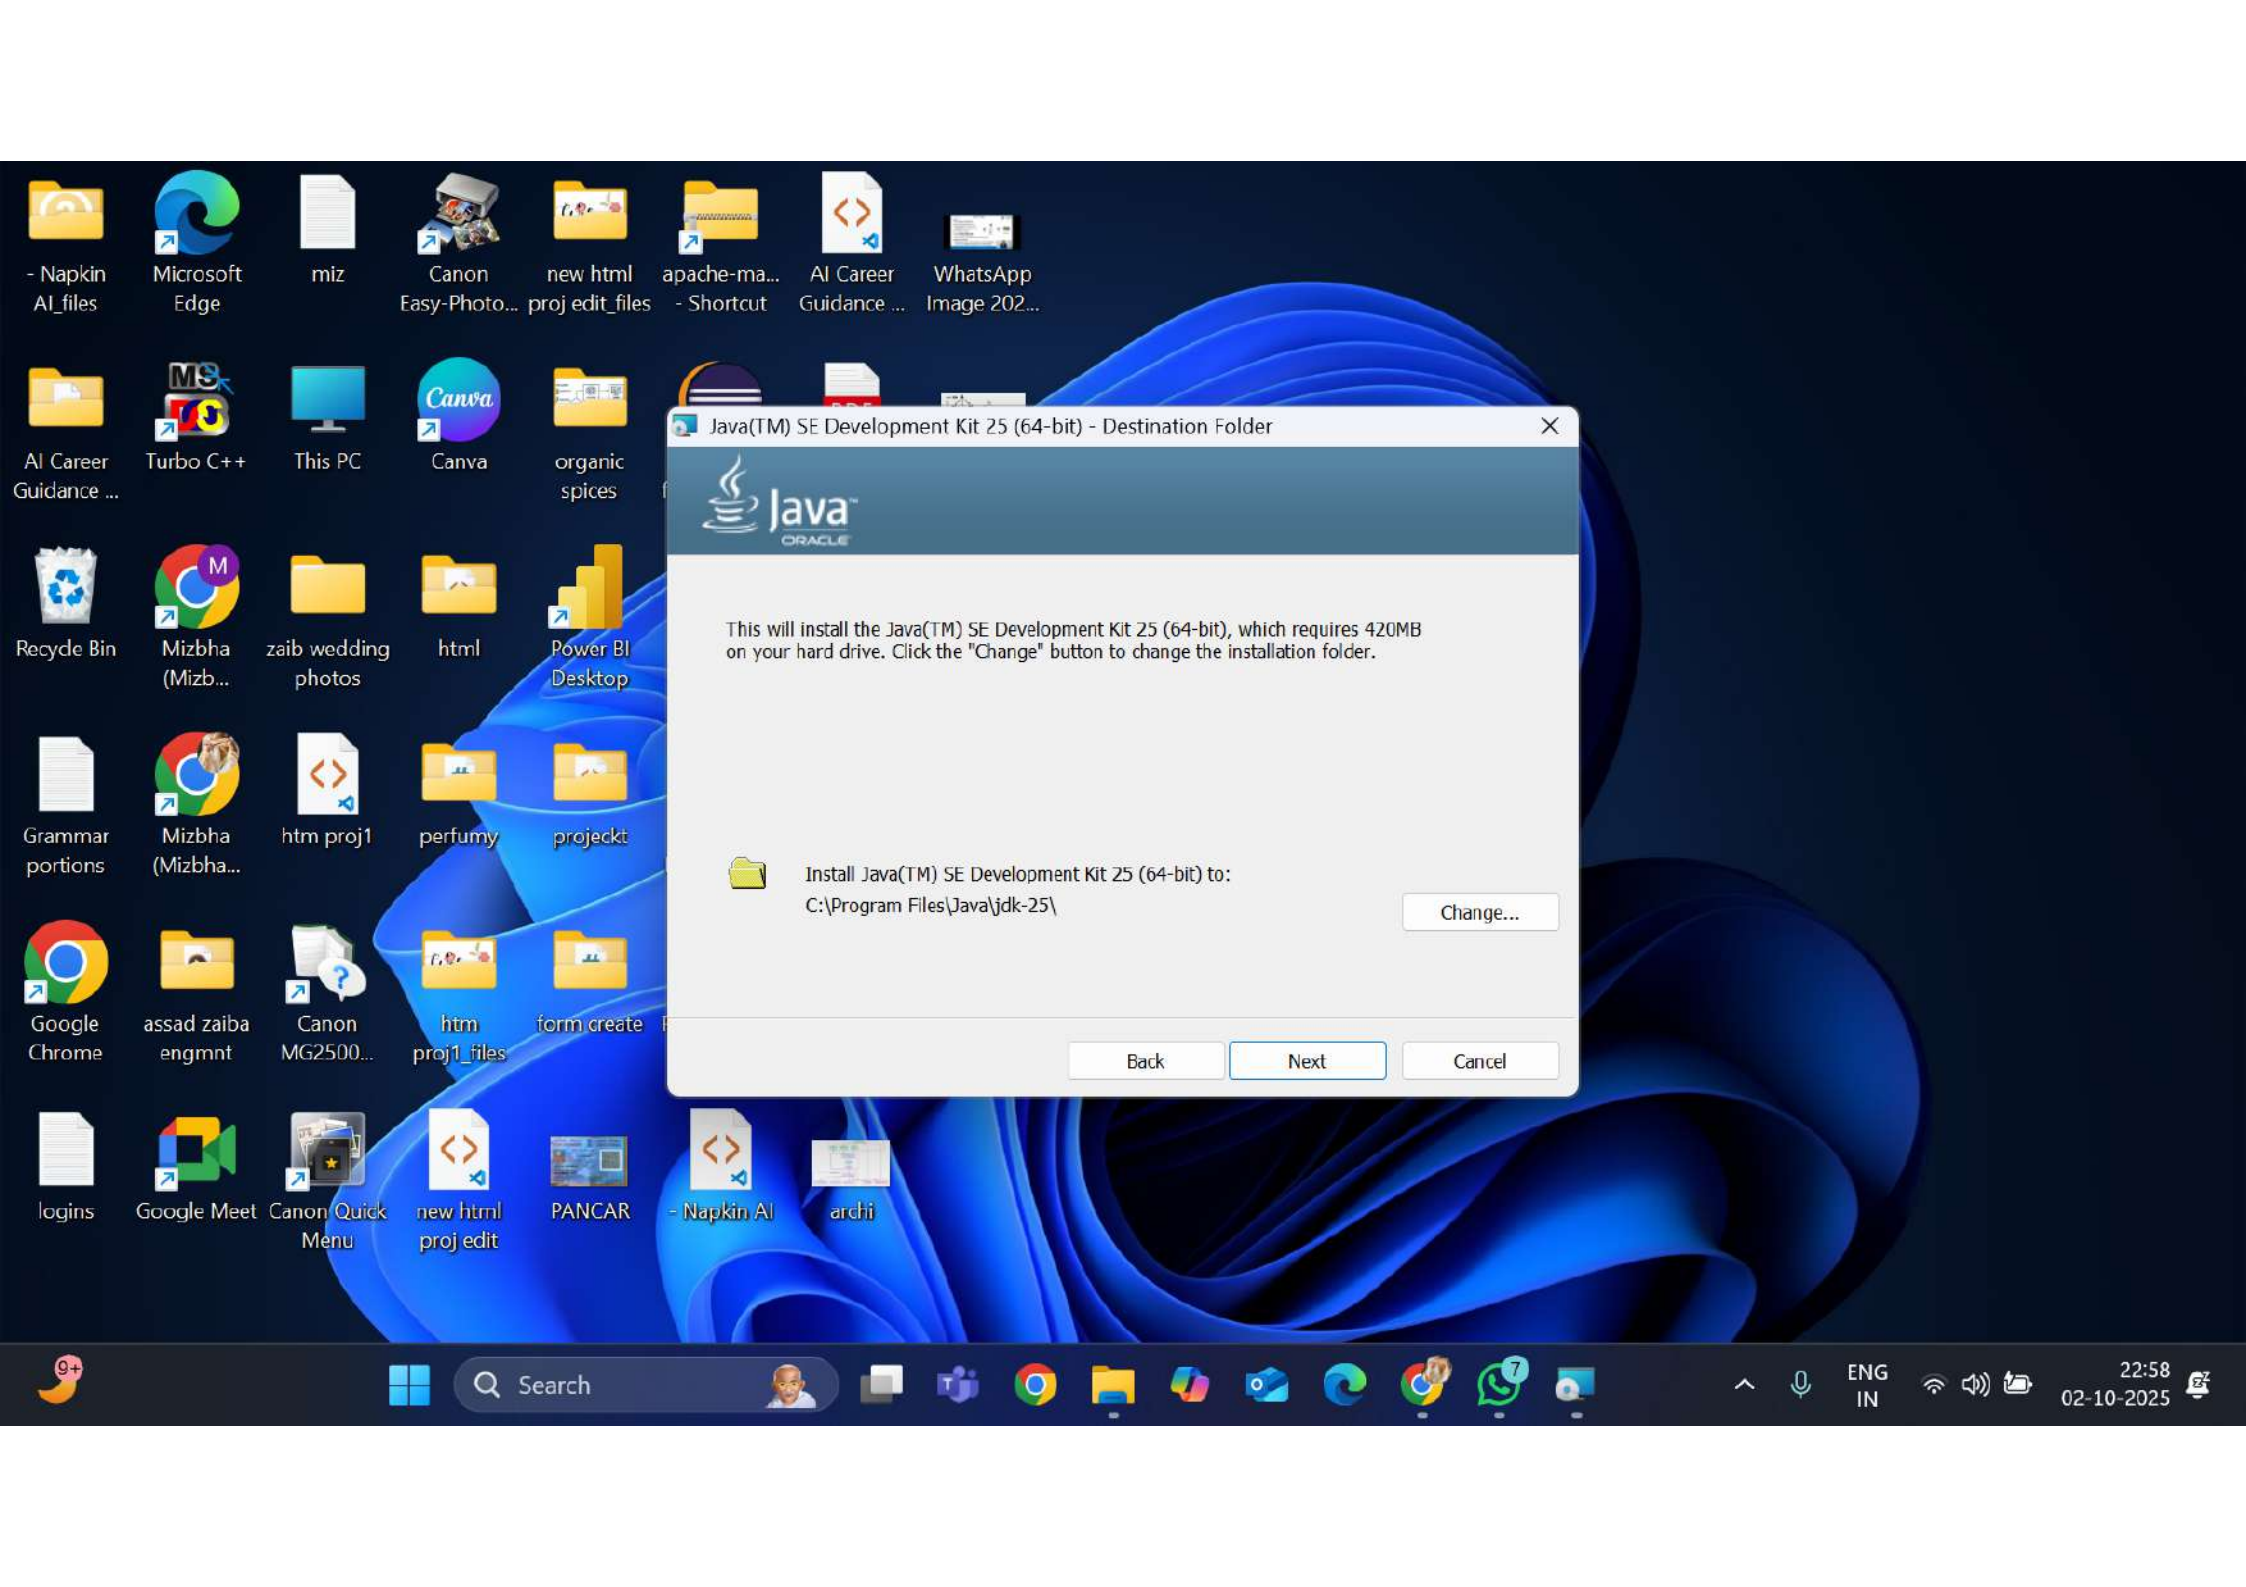 - Napkin
AI_files
Microsoft
Edge
miz
Canon
Easy-Photo...
new html
proj edit_files
apache-ma...
- Shortcut
AI Career
Guidance ...
WhatsApp
Image 202...
AI Career
Guidance ...
MS
Turbo C++
This PC
Canva
Canva
organic
spices
Recycle Bin
M
Mizbha
(Mizb...
zaib wedding
photos
html
Power BI
Desktop
Grammar
portions
Mizbha
(Mizbha...
htm proj1
perfumy
projeckt
Google
Chrome
assad zaiba
engmnt
Canon
MG2500...
htm
proj1_files
form create
logins
Google Meet
Canon Quick
Menu
new html
proj edit
PANCAR
- Napkin AI
archi
Java(TM) SE Development Kit 25 (64-bit) - Destination Folder
Java™
ORACLE
This will install the Java(TM) SE Development Kit 25 (64-bit), which requires 420MB
on your hard drive. Click the "Change" button to change the installation folder.
Install Java(TM) SE Development Kit 25 (64-bit) to:
C:\Program Files\Java\jdk-25\
Change...
Back
Next
Cancel
9+
Search
7
ENG
IN
22:58
02-10-2025